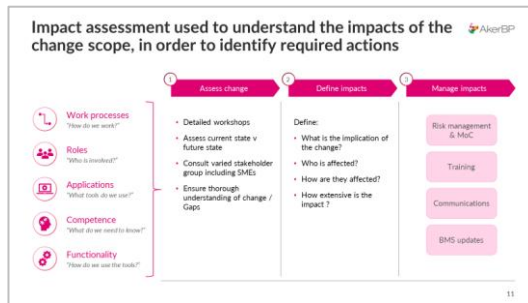 Impact assessment used to understand the impacts of the
change scope, in order to identify required actions
AkerBP
1
Assess change
2
Define impacts
3
Manage impacts
Work processes
"How do we work?"
Roles
"Who is involved?"
Applications
"What tools do we use?"
Competence
"What do we need to know?"
Functionality
"How do we use the tools?"
• Detailed workshops
• Assess current state v
future state
• Consult varied stakeholder
group including SMEs
• Ensure thorough
understanding of change /
Gaps
Define:
• What is the implication of
the change?
• Who is affected?
• How are they affected?
• How extensive is the
impact ?
Risk management
& MoC
Training
Communications
BMS updates
11